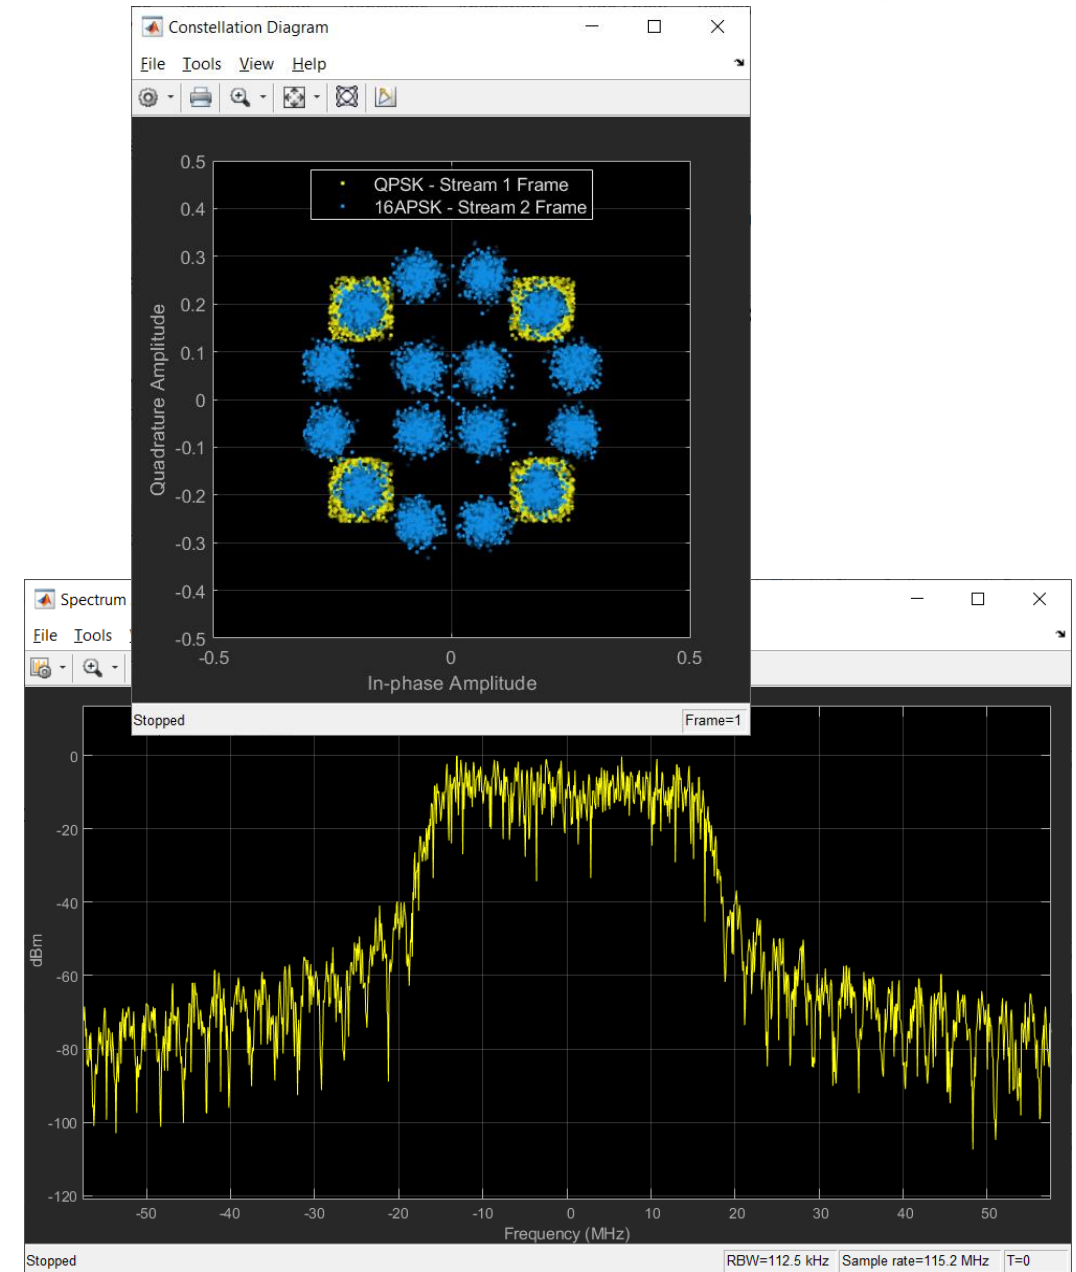 Constellation Diagram
File Tools View Help
0.5
QPSK - Stream 1 Frame
16APSK - Stream 2 Frame
0.4
0.3
0.2
0.1
0
-0.1
-0.2
-0.3
-0.4
-0.5
Quadrature Amplitude
-0.5 0 0.5
In-phase Amplitude
Stopped Frame=1
Spectrum
File Tools
0
-20
-40
-60
-80
-100
-120
dBm
-50 -40 -30 -20 -10 0 10 20 30 40 50
Frequency (MHz)
Stopped RBW=112.5 kHz Sample rate=115.2 MHz T=0